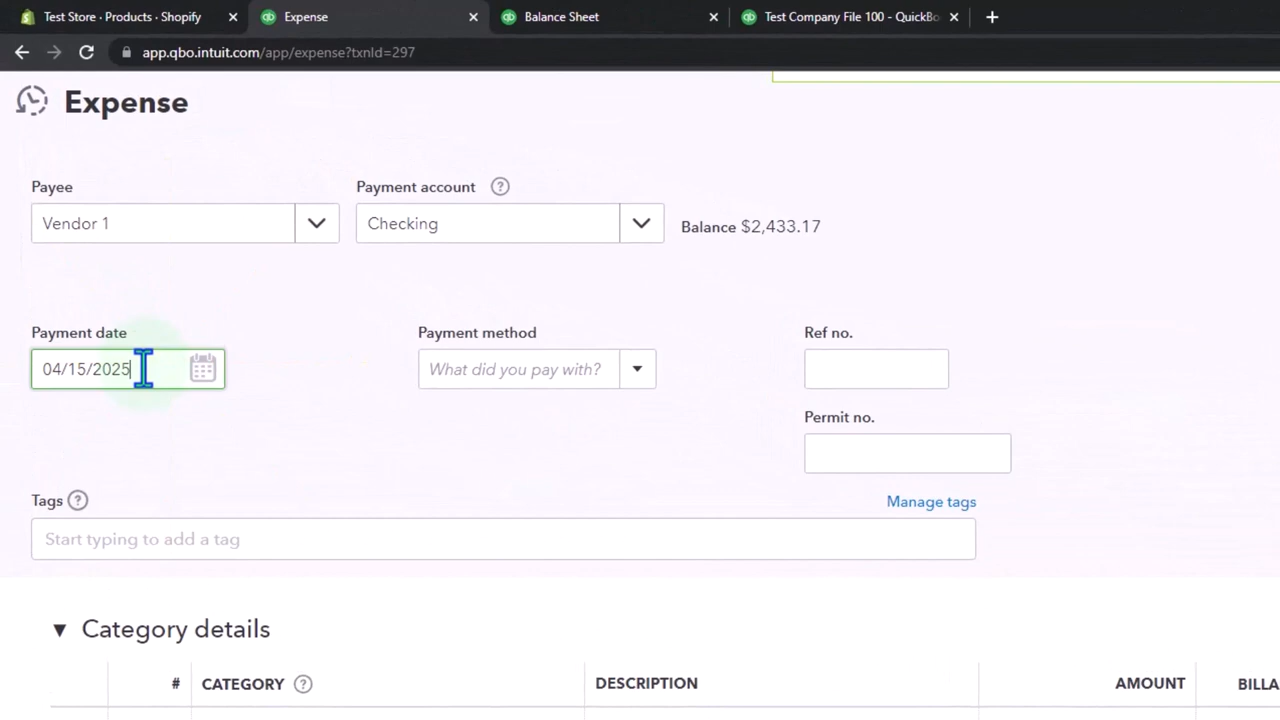 Test Store · Products · Shopify
Expense
Balance Sheet
Test Company File 100 - QuickBo
app.qbo.intuit.com/app/expense?txnId=297
Expense
Payee
Payment account ?
Vendor 1
Checking
Balance $2,433.17
Payment date
Payment method
Ref no.
04/15/2025
What did you pay with?
Permit no.
Tags ?
Manage tags
Start typing to add a tag
Category details
# CATEGORY ? DESCRIPTION AMOUNT BILLA